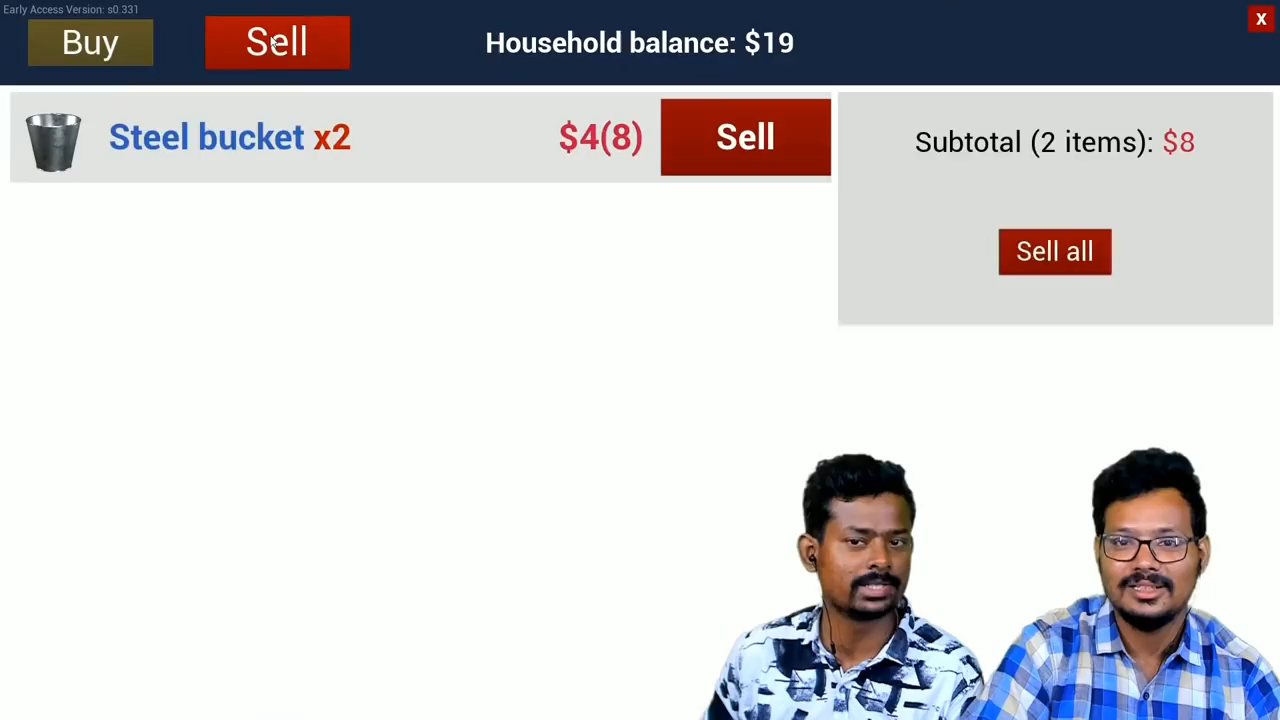 Early Access Version: s0.331
Buy
Sell
Household balance: $19
X
Steel bucket x2
$4(8)
Sell
Subtotal (2 items): $8
Sell all